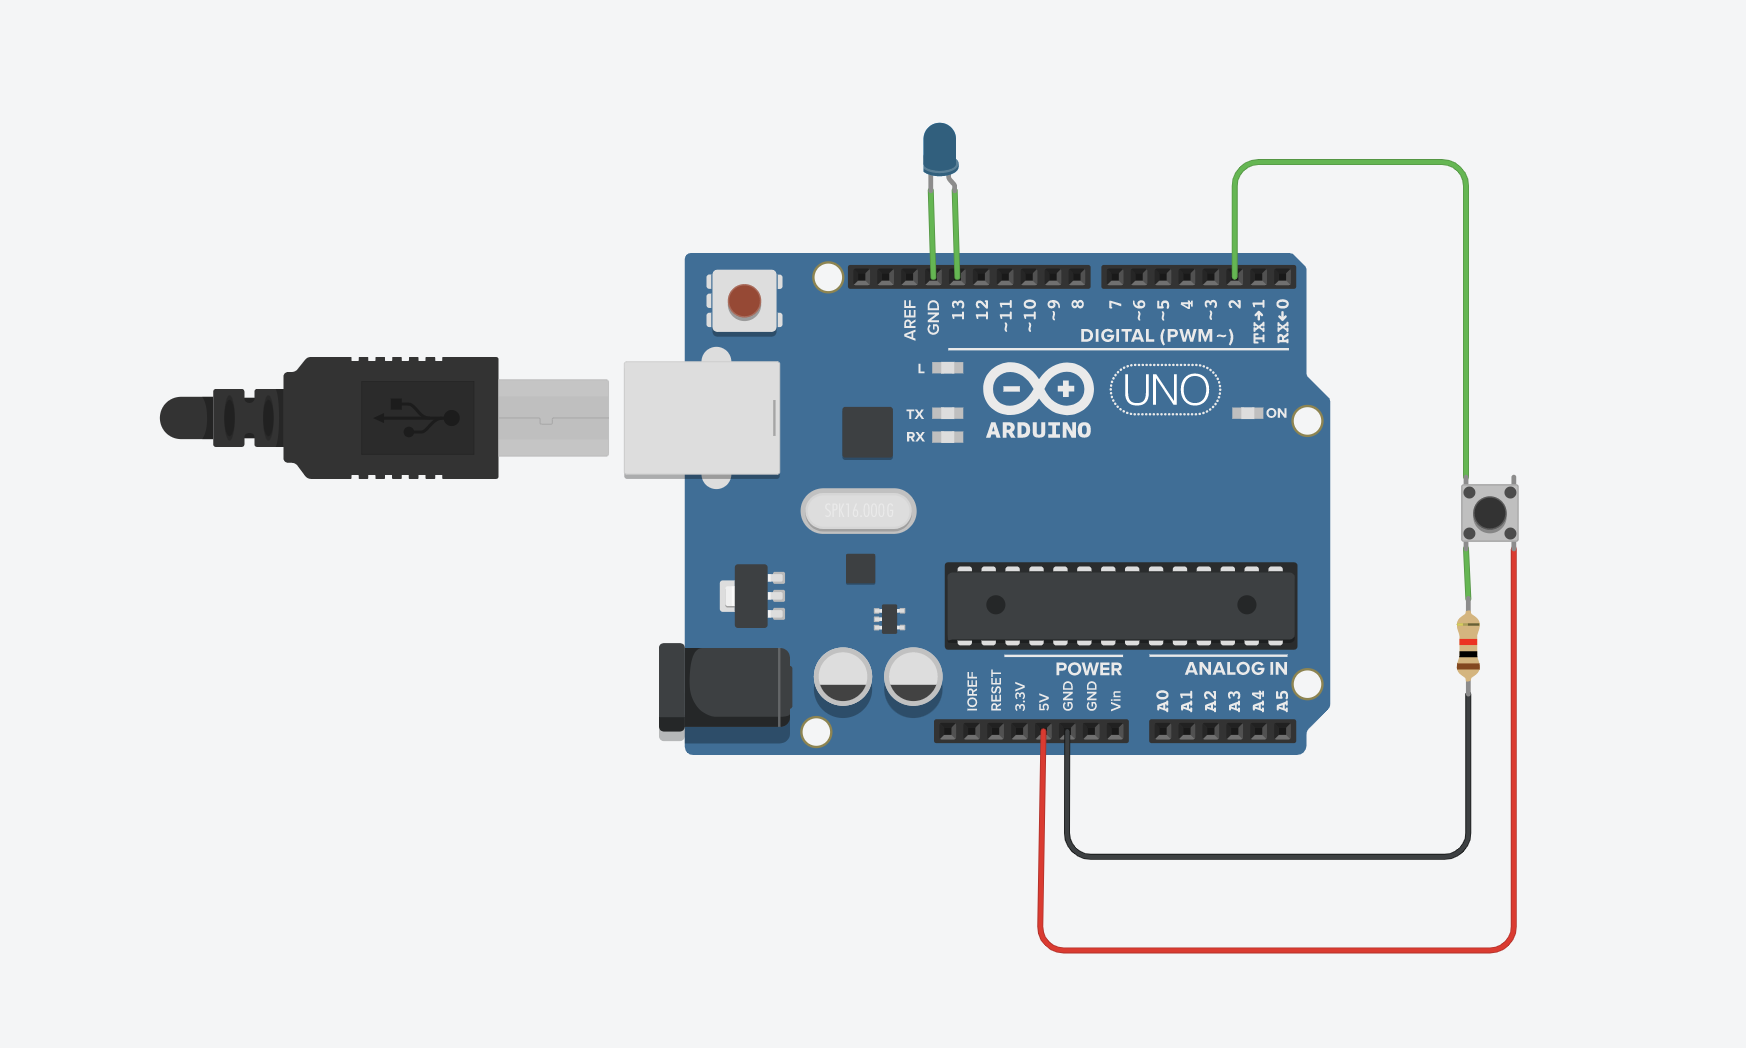 AREF
GND
13
12
~11
~10
~9
8
7
~6
~5
4
~3
2
TX→1
RX←0
DIGITAL (PWM~)
L
TX
RX
ARDUINO
UNO
ON
SPK16.000G
POWER
ANALOG IN
IOREF
RESET
3.3V
5V
GND
GND
Vin
A0
A1
A2
A3
A4
A5